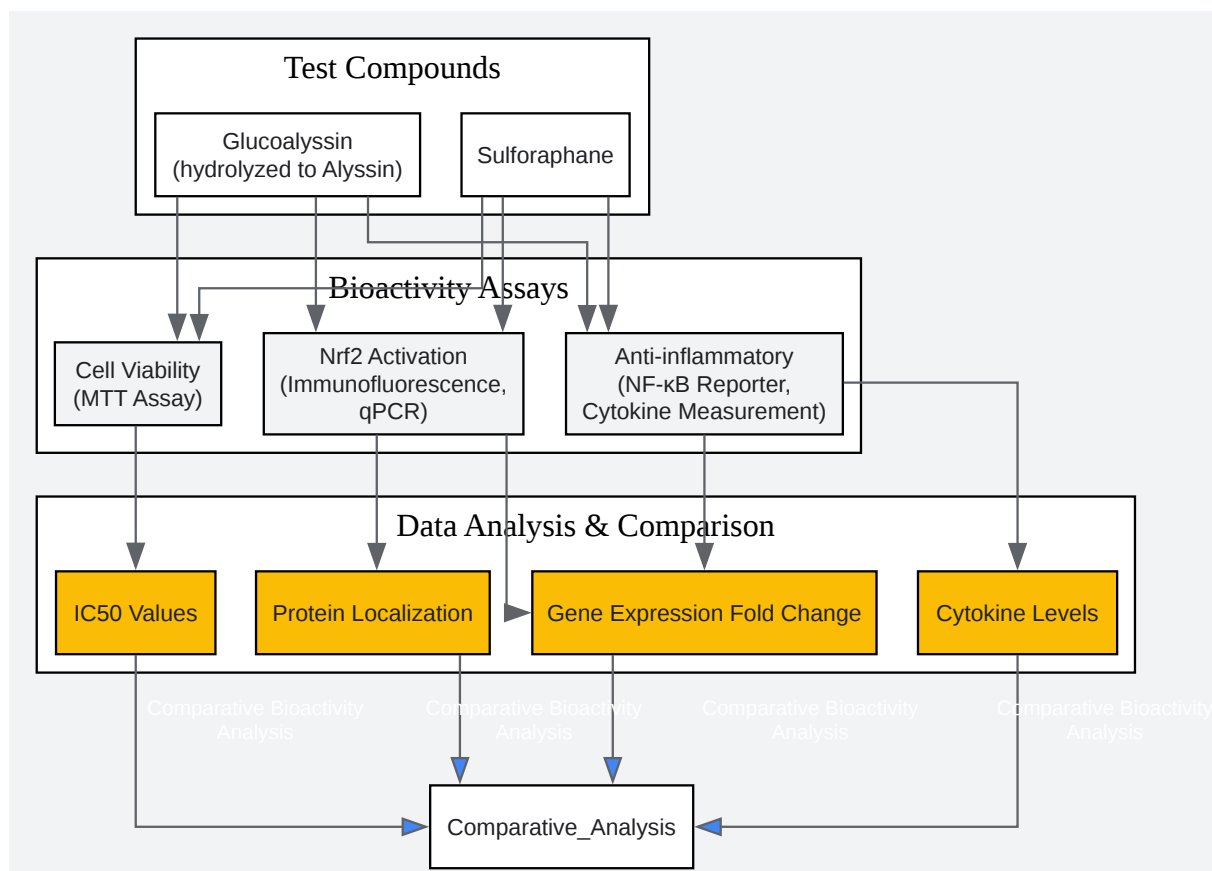 Test Compounds
Glucoalyssin
(hydrolyzed to Alyssin)
Sulforaphane
Bioactivity Assays
Cell Viability
(MTT Assay)
Nrf2 Activation
(Immunofluorescence,
qPCR)
Anti-inflammatory
(NF-κB Reporter,
Cytokine Measurement)
Data Analysis & Comparison
IC50 Values
Protein Localization
Gene Expression Fold Change
Cytokine Levels
Comparative Bioactivity
Analysis
Comparative Bioactivity
Analysis
Comparative Bioactivity
Analysis
Comparative Bioactivity
Analysis
Comparative_Analysis